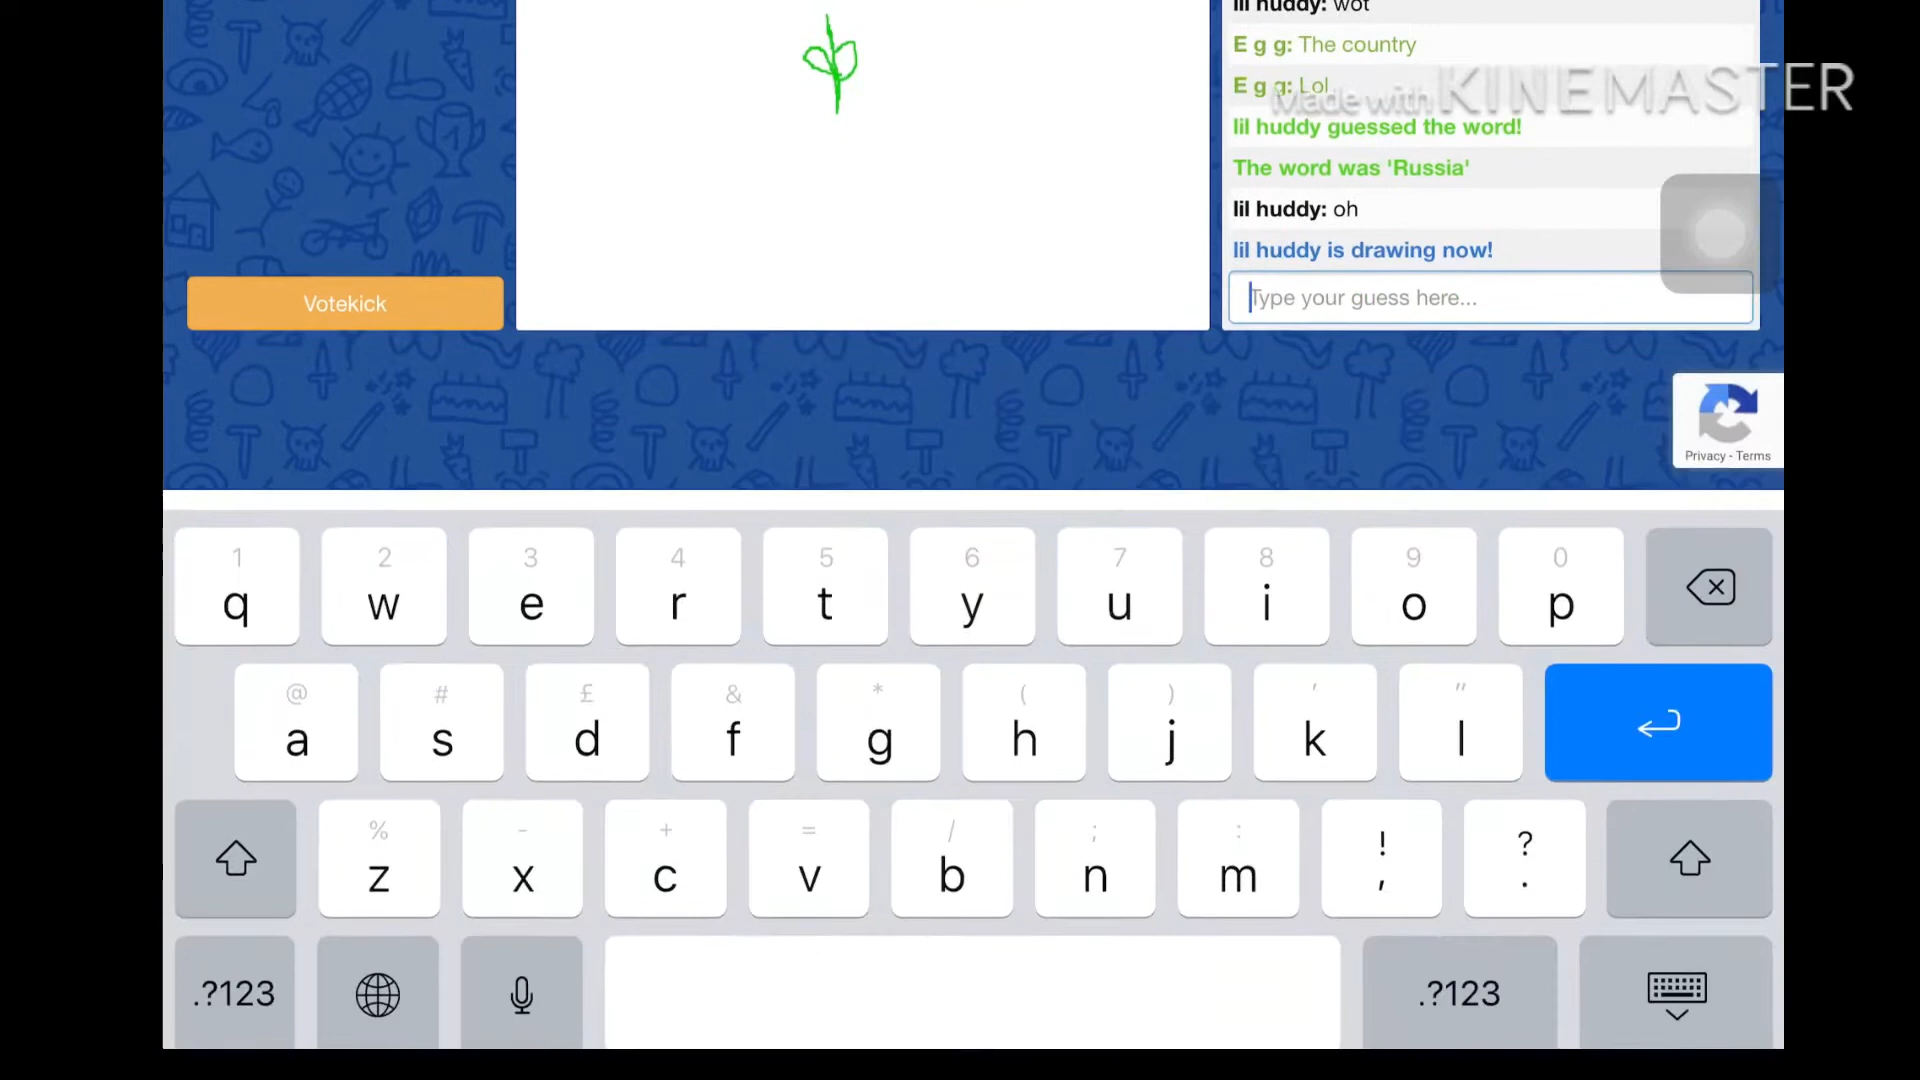 lil huddy: wot
E g g: The country
E g g: Lol
Made with KINEMASTER
lil huddy guessed the word!
The word was 'Russia'
lil huddy: oh
lil huddy is drawing now!
Votekick
Type your guess here...
Privacy - Terms
1 2 3 4 5 6 7 8 9 0
q w e r t y u i o p
@ # £ & * ( ) ' "
a s d f g h j k l
% - + = / ; : ! ?
z x c v b n m , .
.?123 .?123